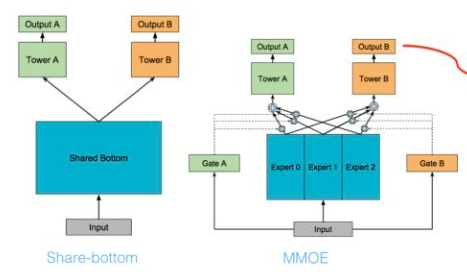 Output A
Output B
Tower A
Tower B
Shared Bottom
Input
Share-bottom
Output A
Output B
Tower A
Tower B
Gate A
Expert 0
Expert 1
Expert 2
Gate B
Input
MMOE